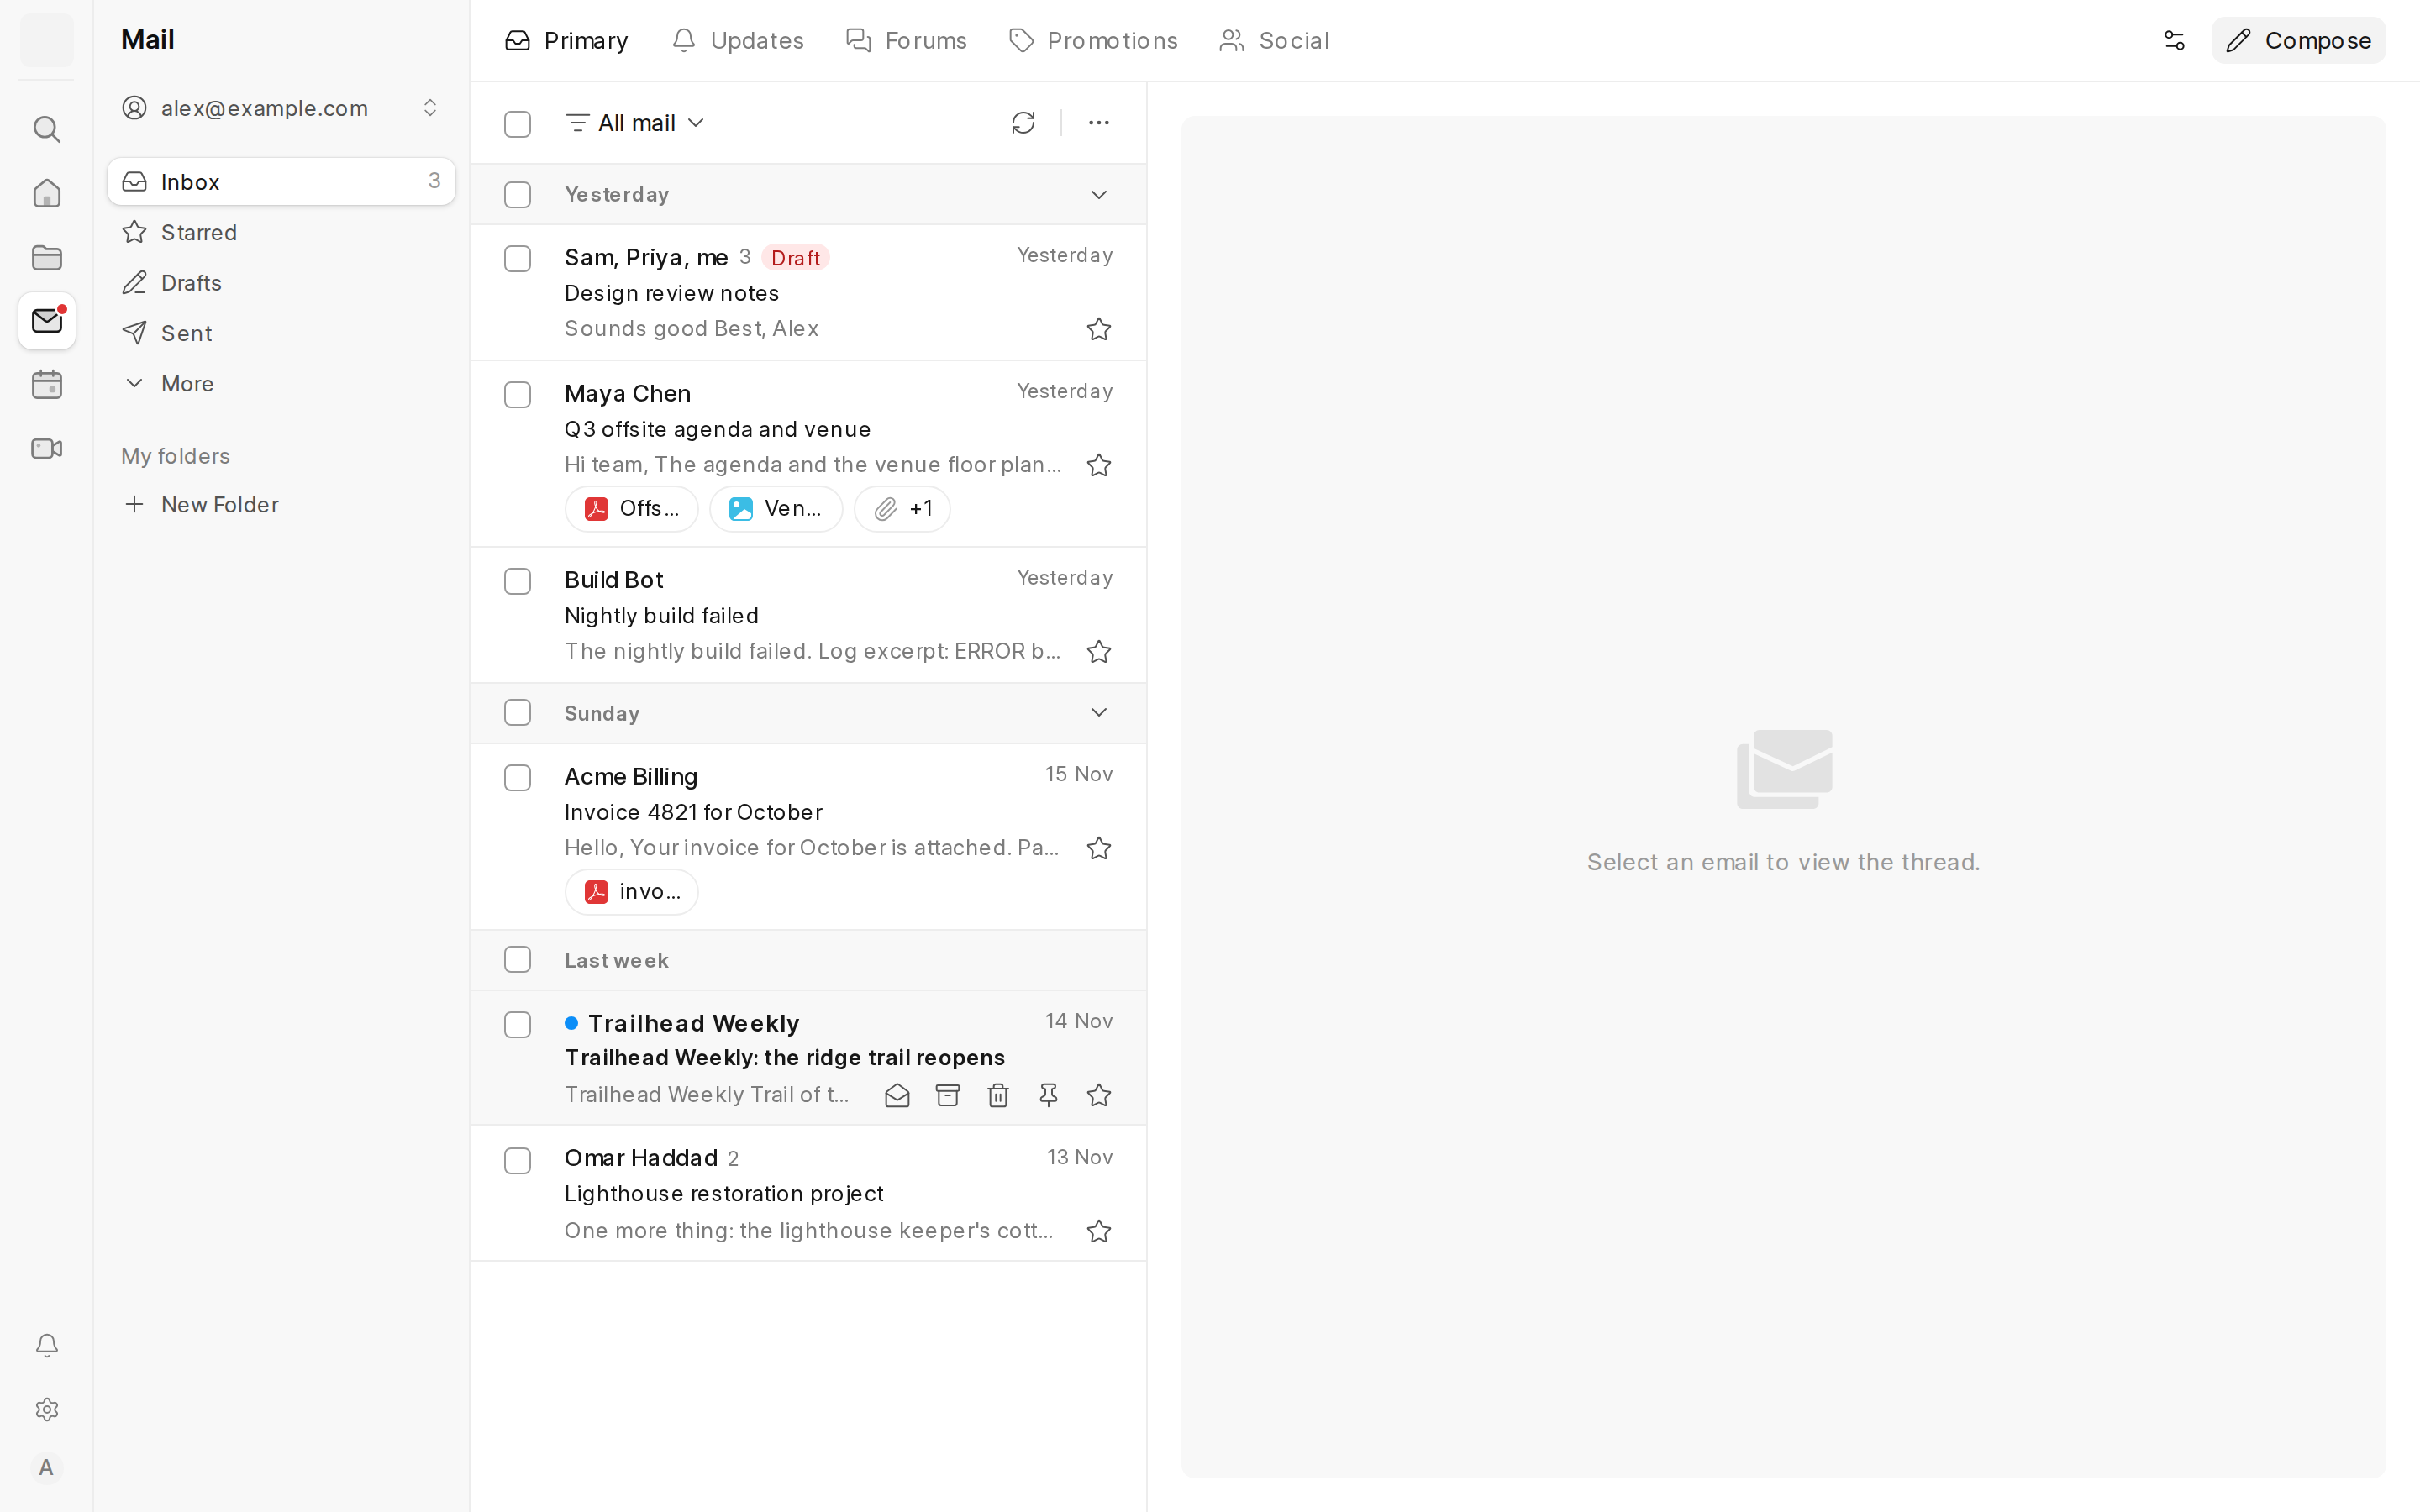 Mail
alex@example.com
Inbox 3
Starred
Drafts
Sent
More
My folders
New Folder
A
Primary Updates Forums Promotions Social
Compose
All mail
Yesterday
Sam, Priya, me 3 Draft Yesterday
Design review notes
Sounds good Best, Alex
Maya Chen Yesterday
Q3 offsite agenda and venue
Hi team, The agenda and the venue floor plan...
Offs... Ven... +1
Build Bot Yesterday
Nightly build failed
The nightly build failed. Log excerpt: ERROR b...
Sunday
Acme Billing 15 Nov
Invoice 4821 for October
Hello, Your invoice for October is attached. Pa...
invo...
Last week
Trailhead Weekly 14 Nov
Trailhead Weekly: the ridge trail reopens
Trailhead Weekly Trail of t...
Omar Haddad 2 13 Nov
Lighthouse restoration project
One more thing: the lighthouse keeper's cott...
Select an email to view the thread.